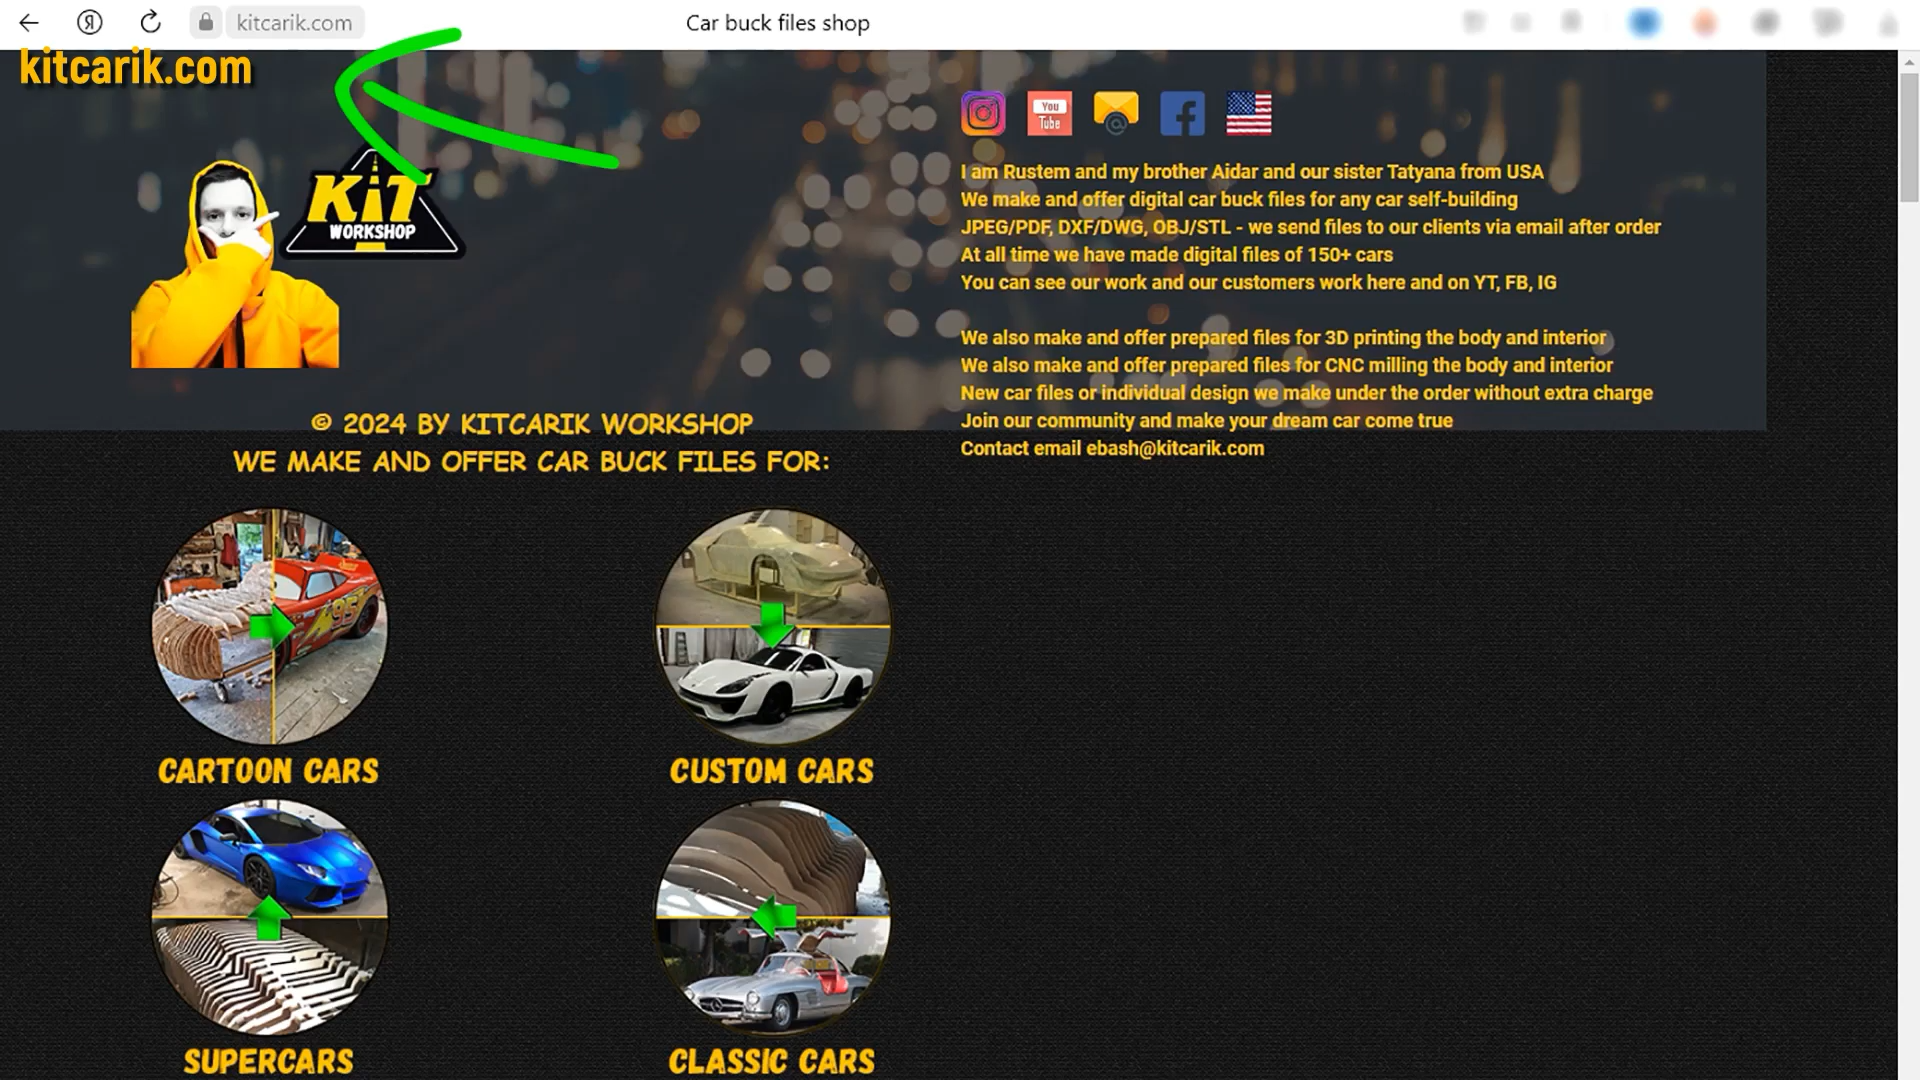 kitcarik.com
Car buck files shop
kitcarik.com
You
Tube
@
KiT
WORKSHOP
I am Rustem and my brother Aidar and our sister Tatyana from USA
We make and offer digital car buck files for any car self-building
JPEG/PDF, DXF/DWG, OBJ/STL - we send files to our clients via email after order
At all time we have made digital files of 150+ cars
You can see our work and our customers work here and on YT, FB, IG
We also make and offer prepared files for 3D printing the body and interior
We also make and offer prepared files for CNC milling the body and interior
New car files or individual design we make under the order without extra charge
Join our community and make your dream car come true
Contact email ebash@kitcarik.com
© 2024 BY KITCARIK WORKSHOP
WE MAKE AND OFFER CAR BUCK FILES FOR:
95
CARTOON CARS
CUSTOM CARS
SUPERCARS
CLASSIC CARS